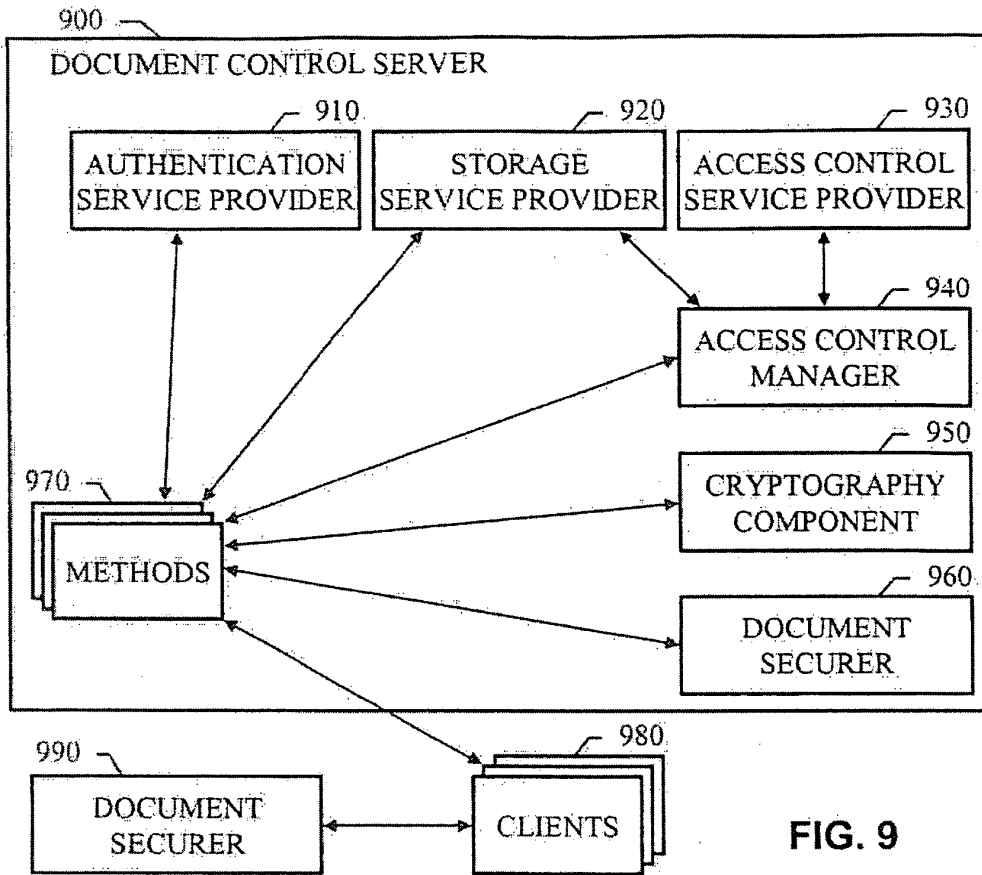 900
DOCUMENT CONTROL SERVER
910
920
930
AUTHENTICATION
SERVICE PROVIDER
STORAGE
SERVICE PROVIDER
ACCESS CONTROL
SERVICE PROVIDER
940
ACCESS CONTROL
MANAGER
950
CRYPTOGRAPHY
COMPONENT
970
METHODS
960
DOCUMENT
SECURER
990
DOCUMENT
SECURER
980
CLIENTS
FIG. 9